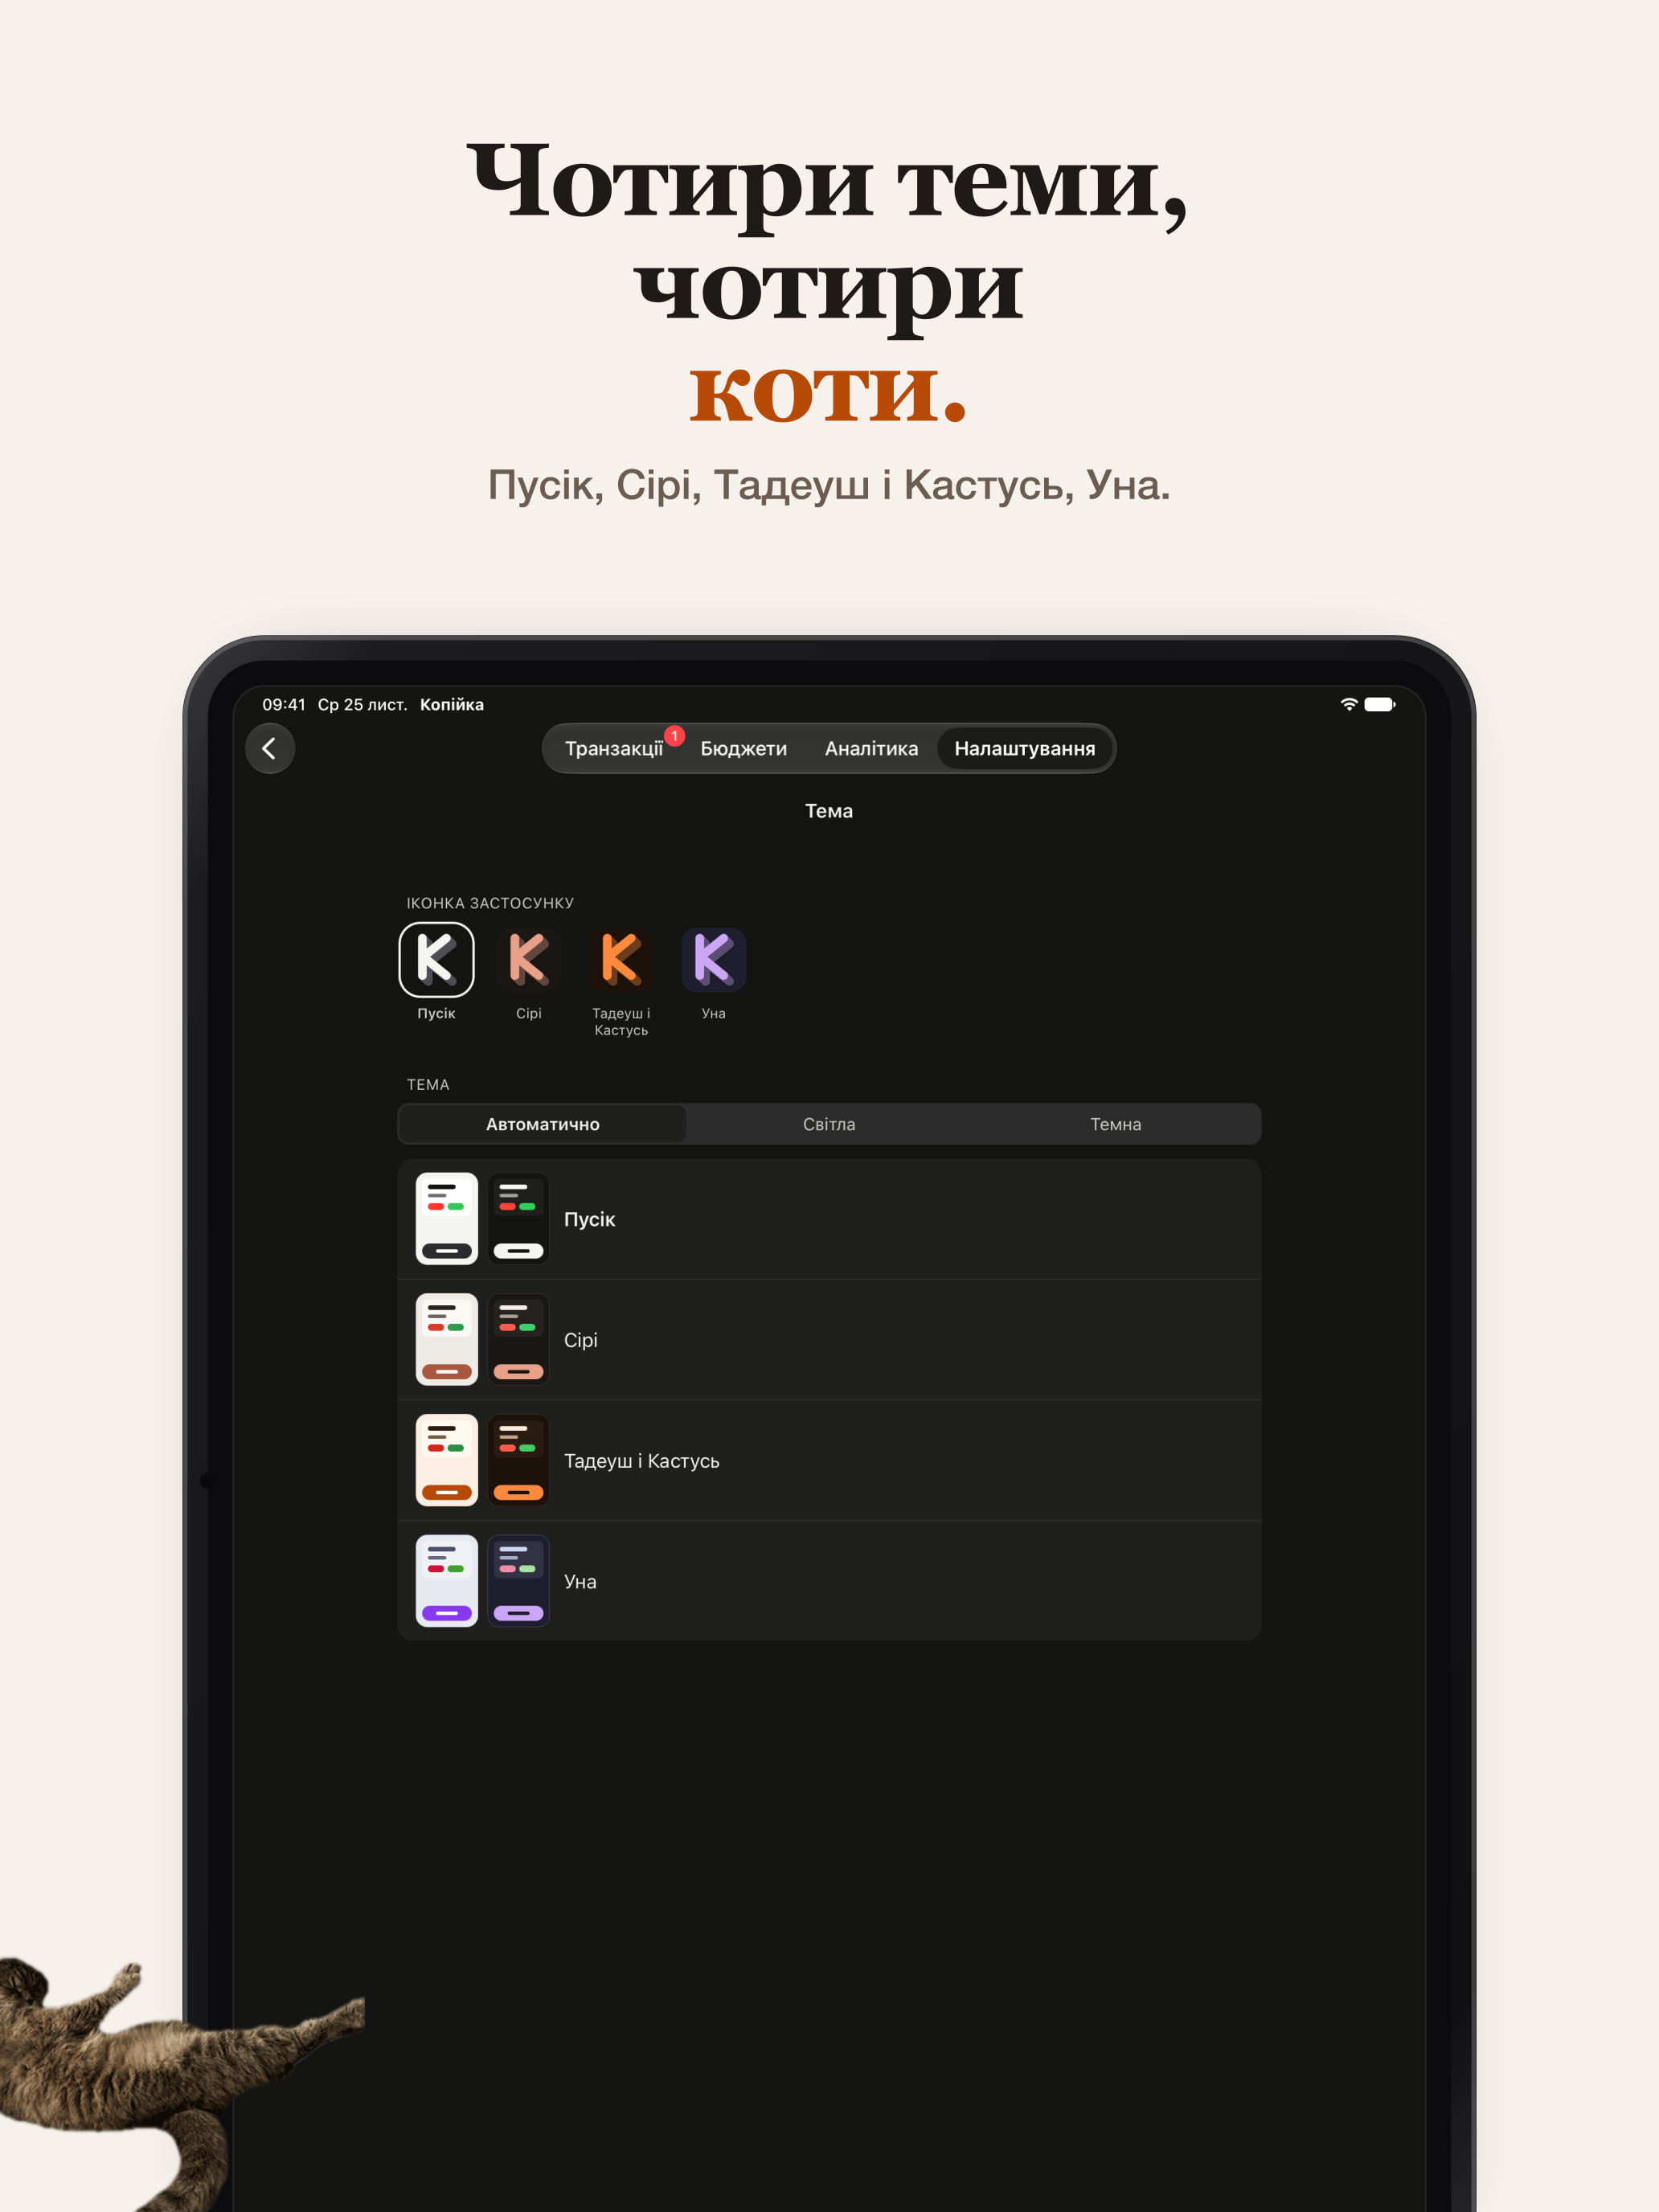 Чотири теми,
чотири
коти.
Пусік, Сірі, Тадеуш і Кастусь, Уна.
09:41 Ср 25 лист. Копійка
Транзакції 1 Бюджети Аналітика Налаштування
Тема
ІКОНКА ЗАСТОСУНКУ
Пусік Сірі Тадеуш і Кастусь Уна
ТЕМА
Автоматично Світла Темна
Пусік
Сірі
Тадеуш і Кастусь
Уна